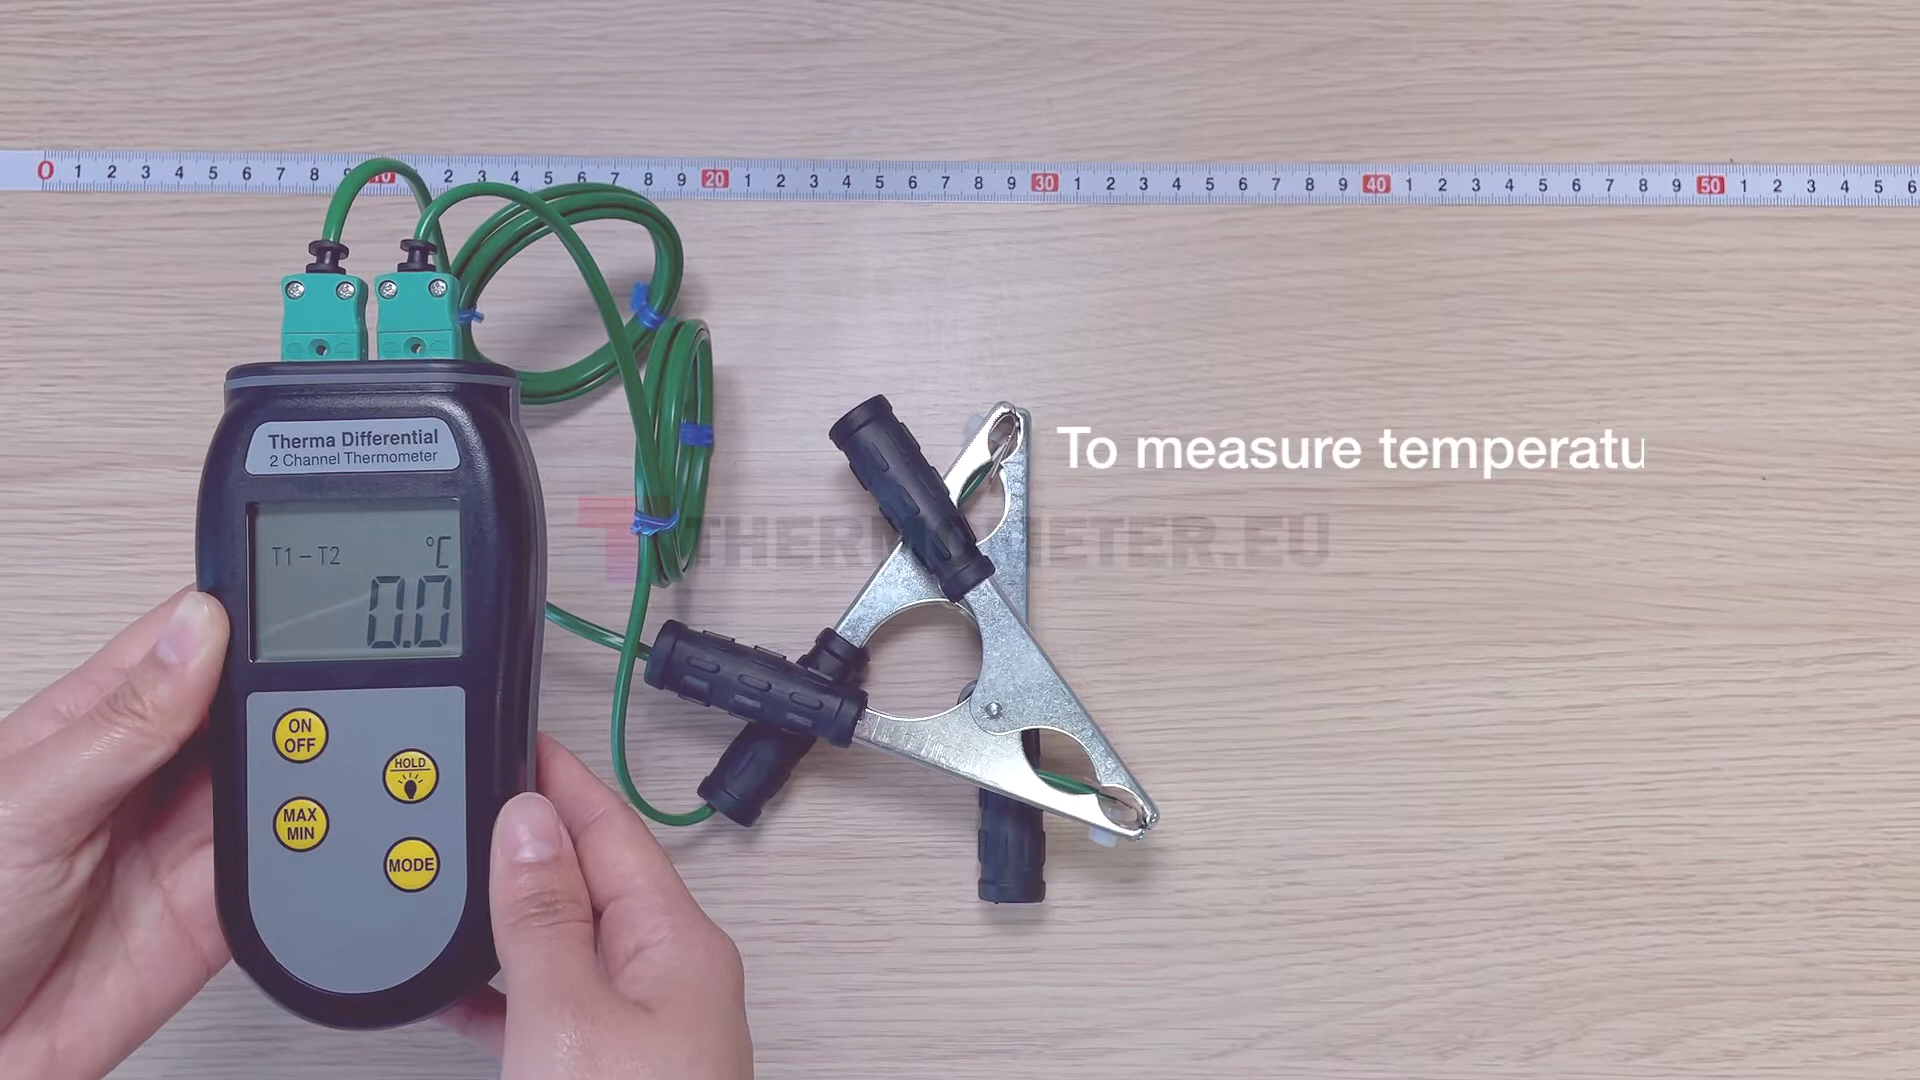 0 1 2 3 4 5 6 7 8 10 2 3 4 5 6 7 8 9 20 1 2 3 4 5 6 7 8 9 30 1 2 3 4 5 6 7 8 9 40 1 2 3 4 5 6 7 8 9 50 1 2 3 4 5 6
Therma Differential
2 Channel Thermometer
To measure temperatu
THERMOMETER.EU
T1-T2 °C
0.0
ON
OFF
HOLD
MAX
MIN
MODE